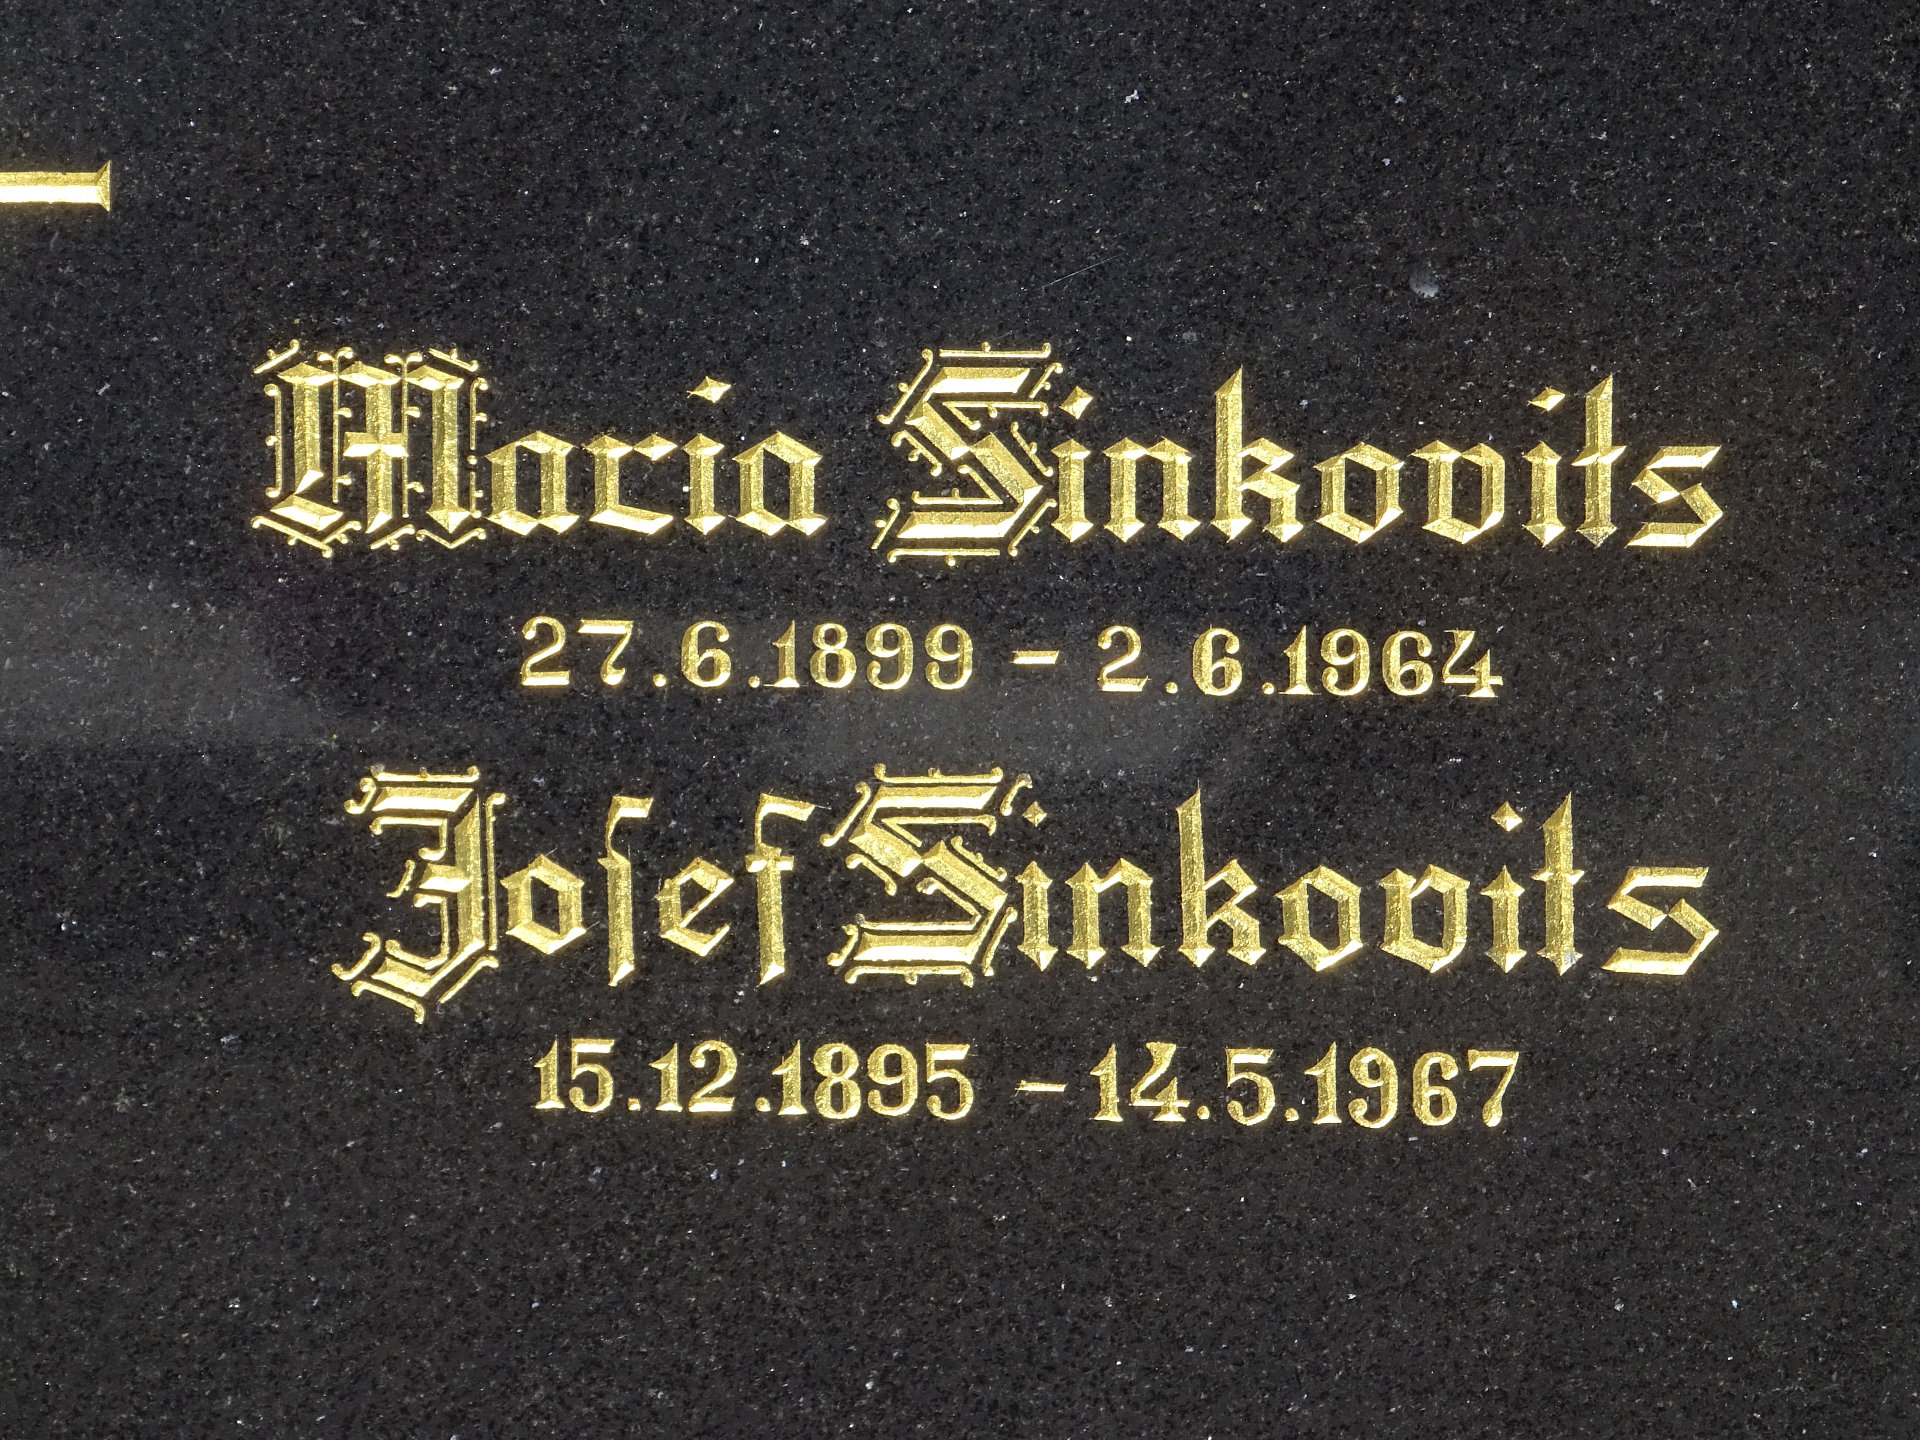 Maria Sinkovits
27.6.1899 – 2.6.1964
Joſef Sinkovits
15.12.1895 – 14.5.1967